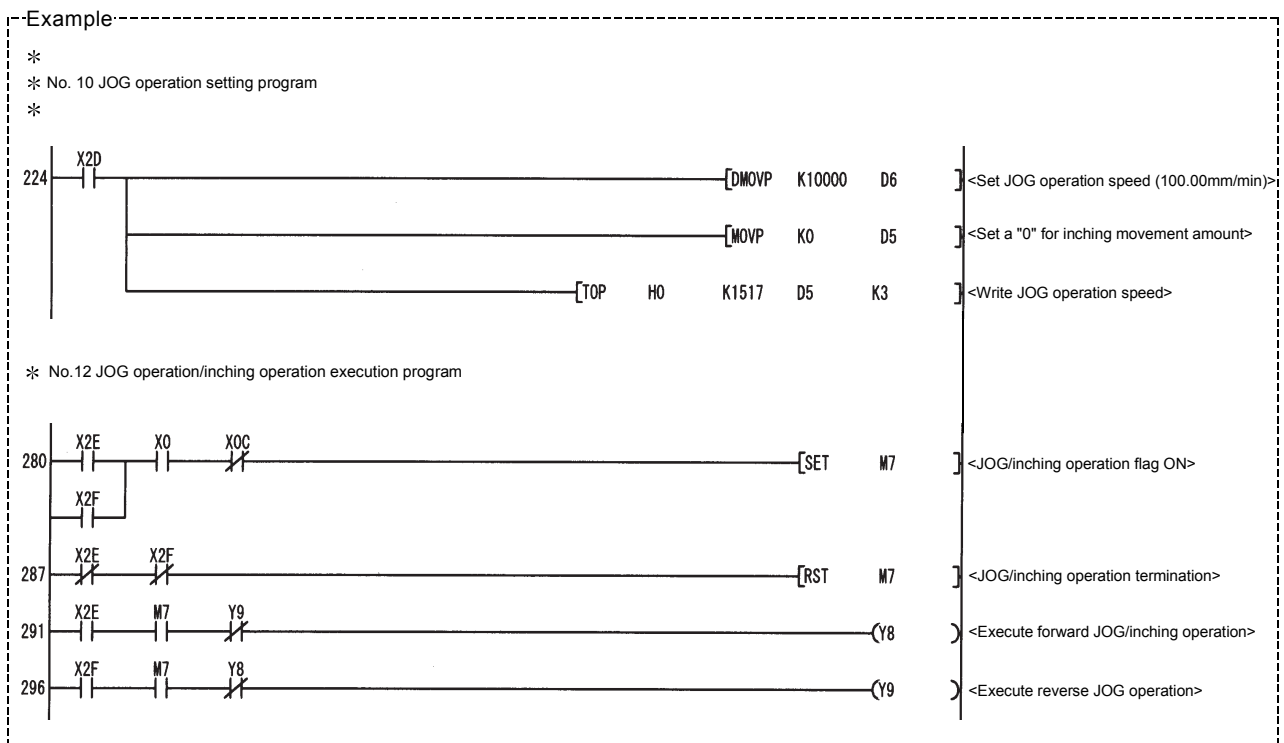 Example
*
* No. 10 JOG operation setting program
*
X2D
224 [DMOVP K10000 D6 ] <Set JOG operation speed (100.00mm/min)>
[MOVP K0 D5 ] <Set a "0" for inching movement amount>
[TOP H0 K1517 D5 K3 ] <Write JOG operation speed>
* No.12 JOG operation/inching operation execution program
X2E X0 X0C
280 [SET M7 ] <JOG/inching operation flag ON>
X2F
X2E X2F
287 [RST M7 ] <JOG/inching operation termination>
X2E M7 Y9
291 (Y8 ) <Execute forward JOG/inching operation>
X2F M7 Y8
296 (Y9 ) <Execute reverse JOG operation>